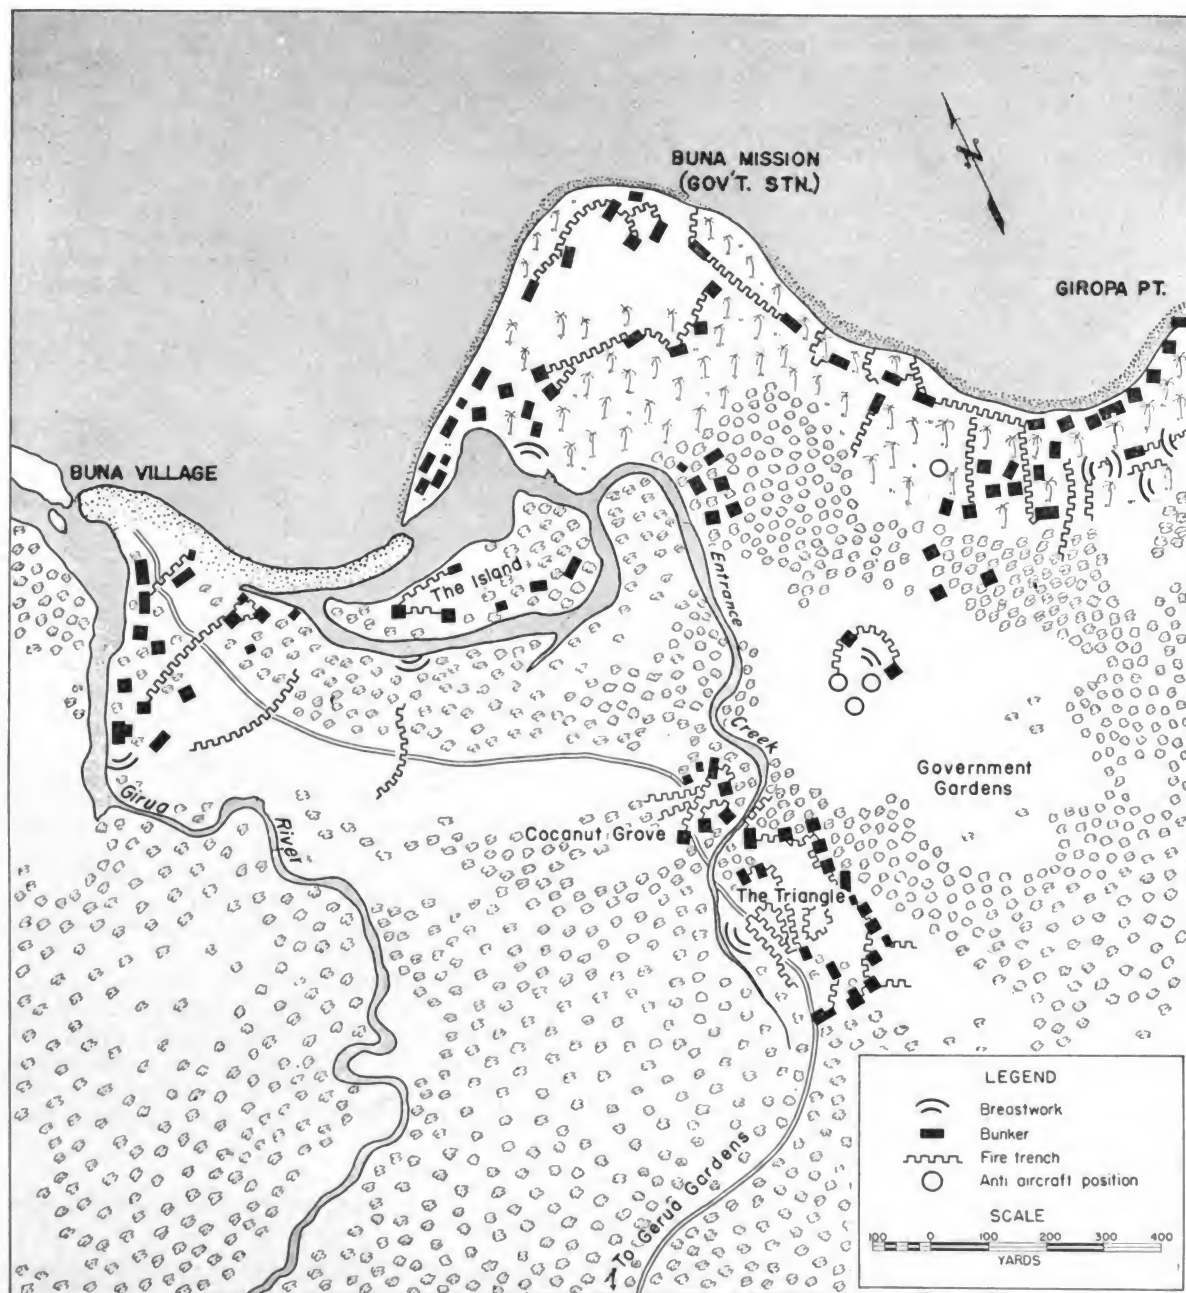 BUNA MISSION
(GOV'T. STN.)
N
GIROPA PT.
BUNA VILLAGE
The Island
Entrance
Creek
Government
Gardens
Girua
River
Cocanut Grove
The Triangle
To Gerua Gardens
LEGEND
Breastwork
Bunker
Fire trench
Anti aircraft position
SCALE
100 0 100 200 300 400
YARDS